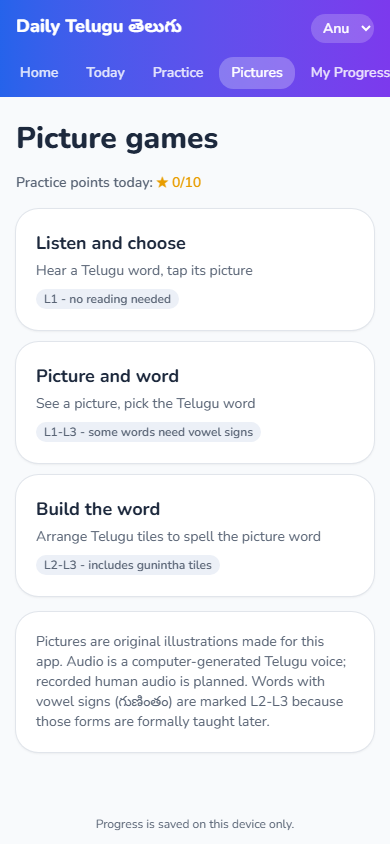 Daily Telugu తెలుగు
Anu
Home Today Practice Pictures My Progress
Picture games
Practice points today: ★ 0/10
Listen and choose
Hear a Telugu word, tap its picture
L1 - no reading needed
Picture and word
See a picture, pick the Telugu word
L1-L3 - some words need vowel signs
Build the word
Arrange Telugu tiles to spell the picture word
L2-L3 - includes gunintha tiles
Pictures are original illustrations made for this
app. Audio is a computer-generated Telugu voice;
recorded human audio is planned. Words with
vowel signs (గుణింతం) are marked L2-L3 because
those forms are formally taught later.
Progress is saved on this device only.